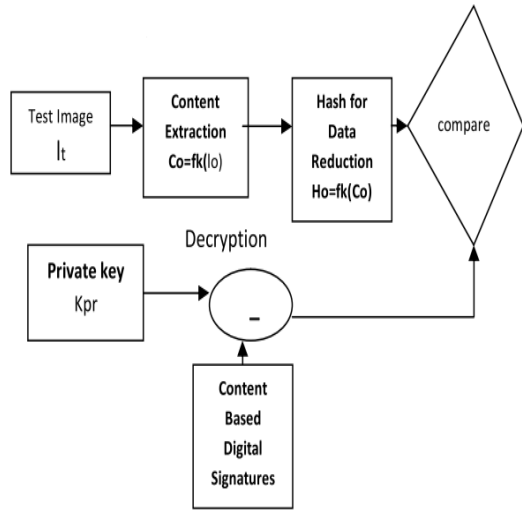 Test Image
It
Content
Extraction
Co=fk(Io)
Hash for
Data
Reduction
Ho=fk(Co)
compare
Decryption
Private key
Kpr
–
Content
Based
Digital
Signatures